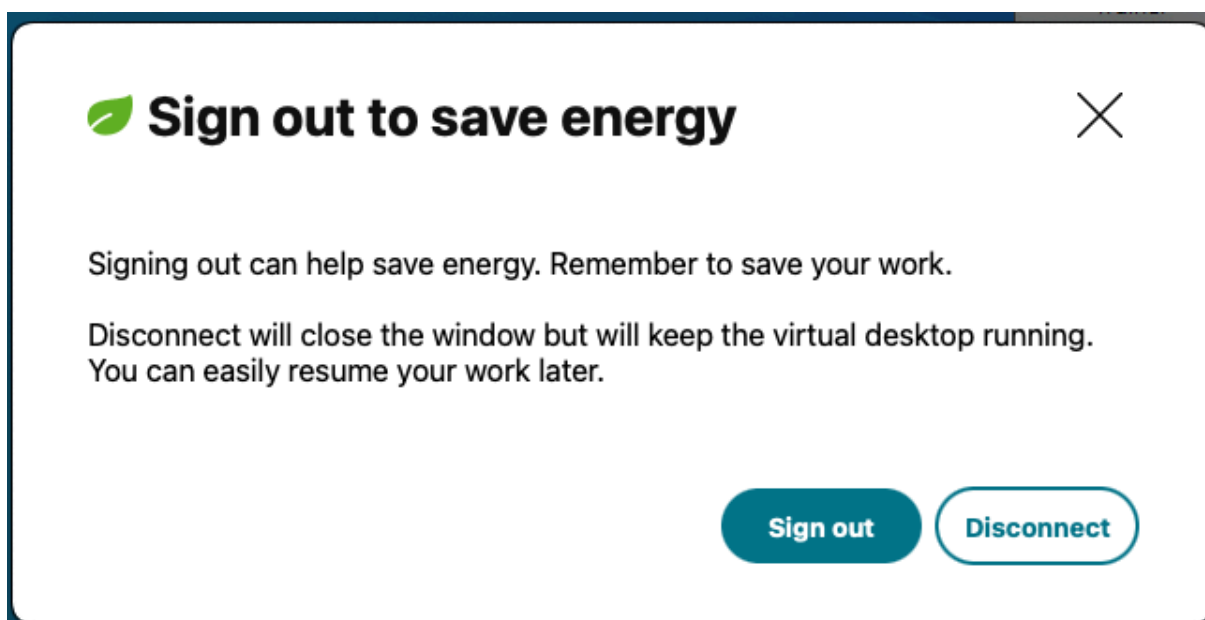 Sign out to save energy
Signing out can help save energy. Remember to save your work.
Disconnect will close the window but will keep the virtual desktop running.
You can easily resume your work later.
Sign out
Disconnect